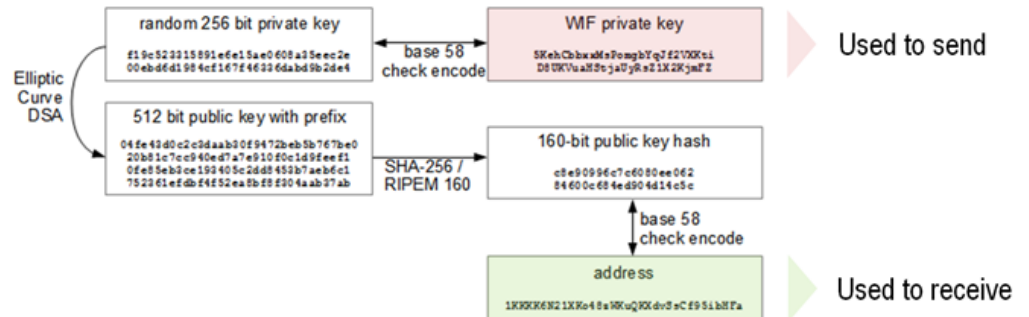 random 256 bit private key
f19c523315891e6e15ae0608a35eec2e
00ebd6d1984cf167f46336dabd9b2de4
base 58
check encode
WIF private key
5KehCbbxxMsPomgbYqJf2VXKti
D8UKVuaHStjaUyRsZ1X2KjmFZ
Used to send
Elliptic
Curve
DSA
512 bit public key with prefix
04fe43d0c2c3daab30f9472beb5b767be0
20b81c7cc940ed7a7e910f0c1d9feef1
0fe85eb3ce193405c2dd8453b7aeb6c1
752361efdbf4f52ea8bf8f304aab37ab
SHA-256 /
RIPEM 160
160-bit public key hash
c8e90996c7c6080ee062
84600c684ed904d14c5c
base 58
check encode
address
1KKKK6N21XKo48zWKuQKXdvSsCf95ibHFa
Used to receive